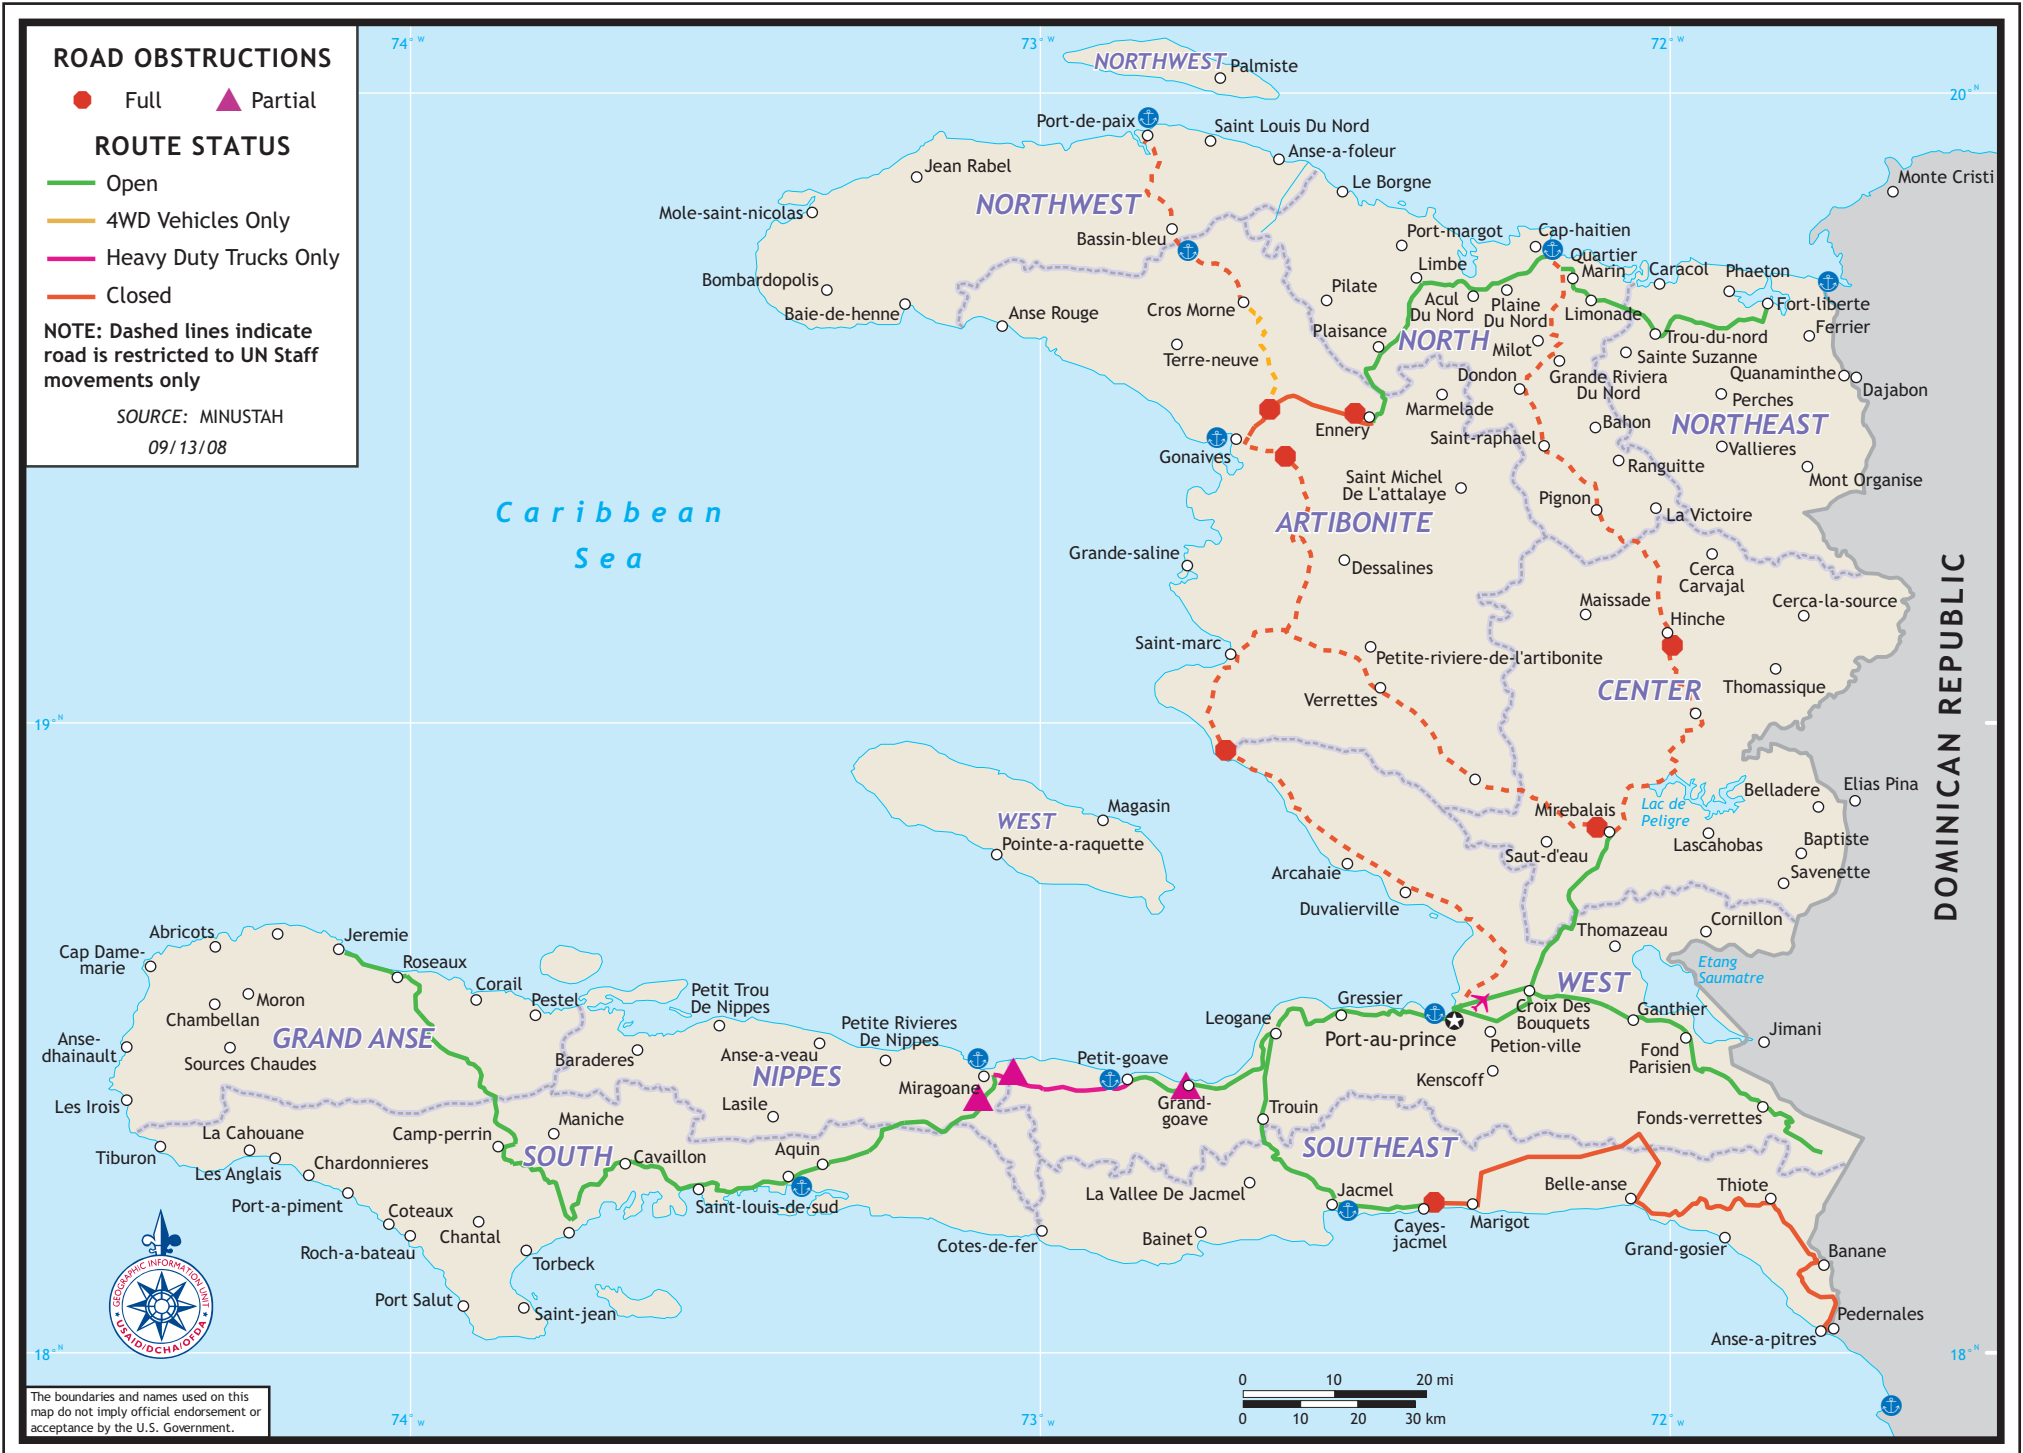 ROAD OBSTRUCTIONS
Full
Partial
ROUTE STATUS
Open
4WD Vehicles Only
Heavy Duty Trucks Only
Closed
NOTE: Dashed lines indicate
road is restricted to UN Staff
movements only
SOURCE: MINUSTAH
09/13/08
74° W
73° W
72° W
20° N
NORTHWEST
Palmiste
Port-de-paix
Saint Louis Du Nord
Anse-a-foleur
Jean Rabel
Le Borgne
Monte Cristi
NORTHWEST
Mole-saint-nicolas
Bassin-bleu
Port-margot
Cap-haitien
Quartier
Marin
Limbe
Caracol
Phaeton
Bombardopolis
Pilate
Acul
Du Nord
Plaine
Du Nord
Limonade
Fort-liberte
Baie-de-henne
Anse Rouge
Cros Morne
Plaisance
NORTH
Milot
Trou-du-nord
Ferrier
Terre-neuve
Sainte Suzanne
Dondon
Grande Riviera
Du Nord
Quanaminthe
Dajabon
Perches
Marmelade
Ennery
Saint-raphael
Bahon
NORTHEAST
Gonaives
Vallieres
Ranguitte
Saint Michel
De L'attalaye
Mont Organise
Pignon
La Victoire
Caribbean
Sea
ARTIBONITE
Grande-saline
Dessalines
Cerca
Carvajal
Maissade
Cerca-la-source
Hinche
Saint-marc
Petite-riviere-de-l'artibonite
Verrettes
CENTER
Thomassique
19° N
DOMINICAN REPUBLIC
Magasin
WEST
Pointe-a-raquette
Mirebalais
Lac de
Peligre
Belladere
Elias Pina
Saut-d'eau
Lascahobas
Baptiste
Savenette
Arcahaie
Duvalierville
Cornillon
Thomazeau
Abricots
Jeremie
Cap Dame-
marie
Roseaux
Corail
Pestel
Moron
Chambellan
GRAND ANSE
Anse-
dhainault
Sources Chaudes
Les Irois
Petit Trou
De Nippes
Petite Rivieres
De Nippes
Baraderes
Anse-a-veau
NIPPES
Miragoane
Lasile
Petit-goave
Grand-
goave
Leogane
Gressier
Port-au-prince
WEST
Etang
Saumatre
Croix Des
Bouquets
Ganthier
Petion-ville
Jimani
Fond
Parisien
Kenscoff
Fonds-verrettes
Trouin
SOUTHEAST
Tiburon
La Cahouane
Les Anglais
Camp-perrin
Maniche
Chardonnieres
SOUTH
Cavaillon
Aquin
Port-a-piment
Saint-louis-de-sud
Coteaux
Chantal
Roch-a-bateau
Torbeck
Port Salut
Saint-jean
Cotes-de-fer
La Vallee De Jacmel
Bainet
Jacmel
Cayes-
jacmel
Marigot
Belle-anse
Thiote
Grand-gosier
Banane
Pedernales
Anse-a-pitres
GEOGRAPHIC INFORMATION UNIT
USAID/DCHA/OFDA
18° N
18° N
0 10 20 mi
0 10 20 30 km
The boundaries and names used on this
map do not imply official endorsement or
acceptance by the U.S. Government.
74° W
73° W
72° W